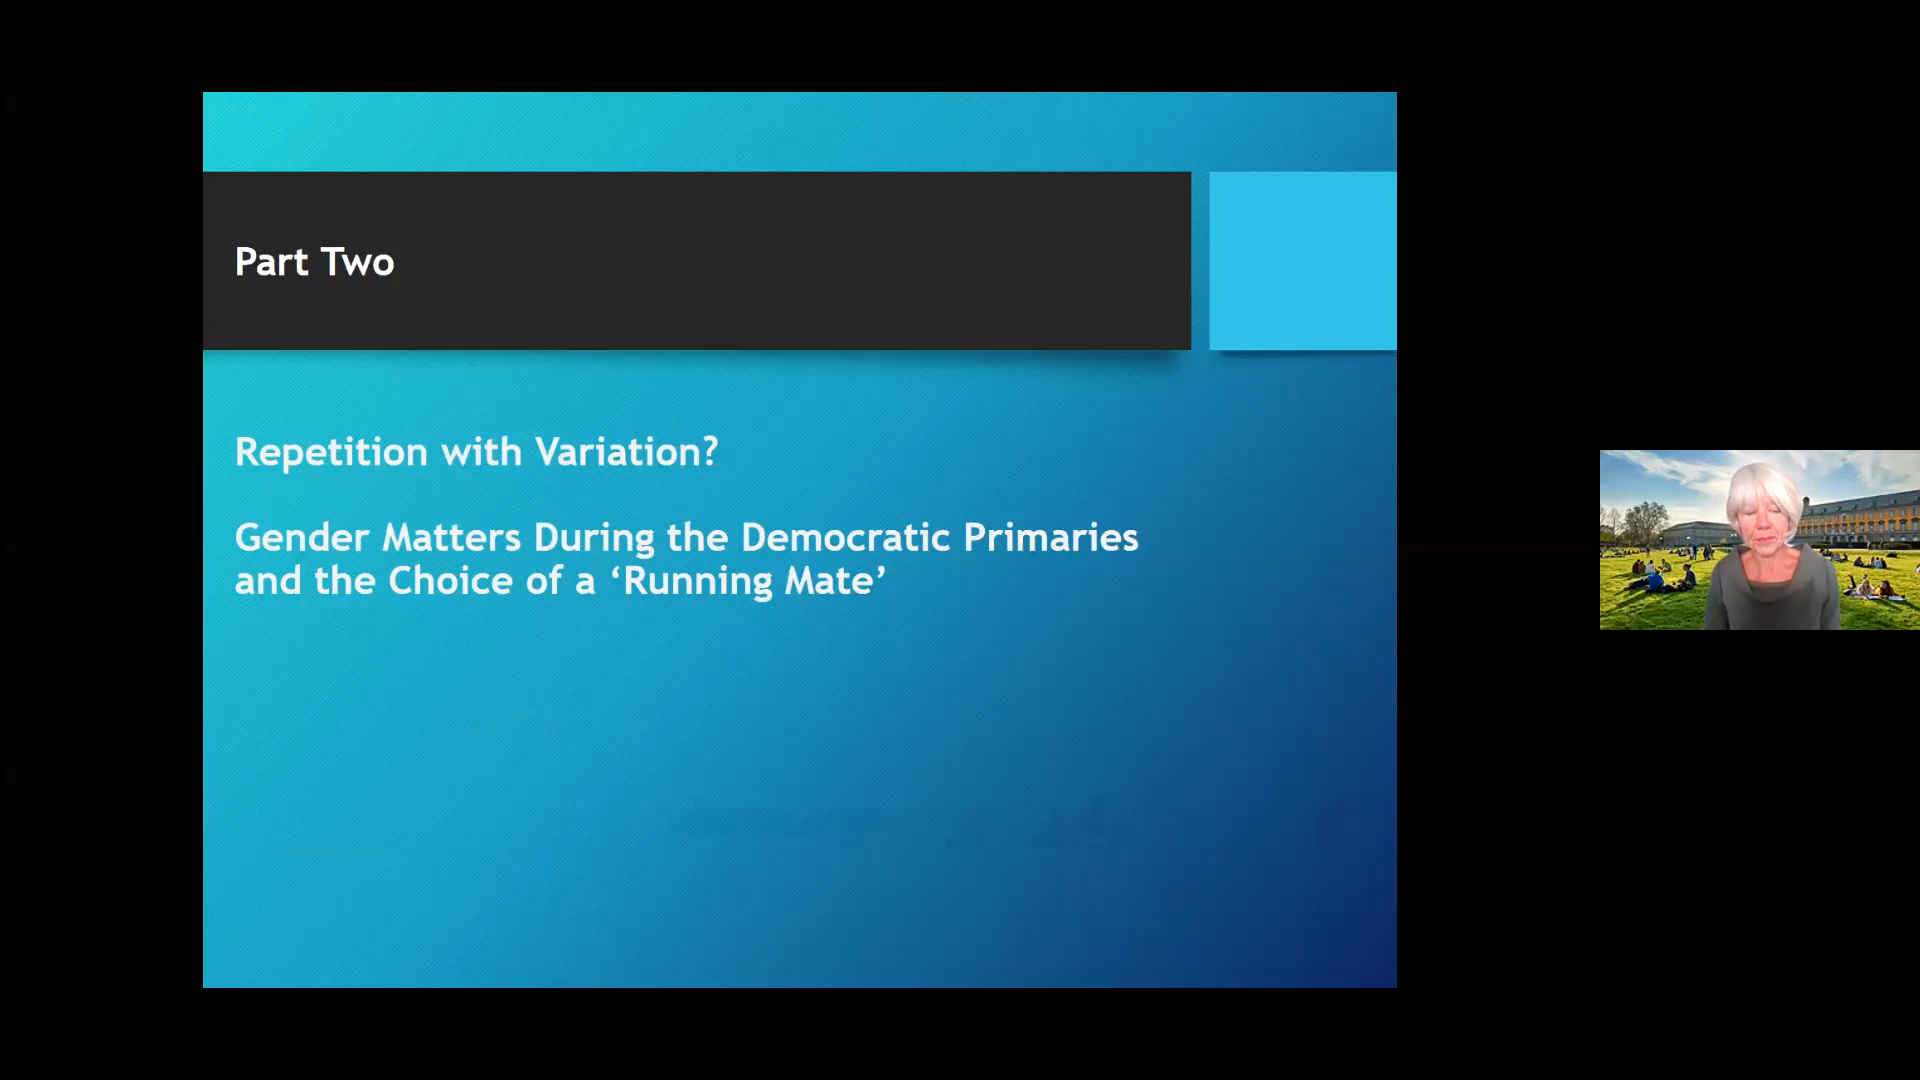 Part Two
Repetition with Variation?
Gender Matters During the Democratic Primaries
and the Choice of a ‘Running Mate’